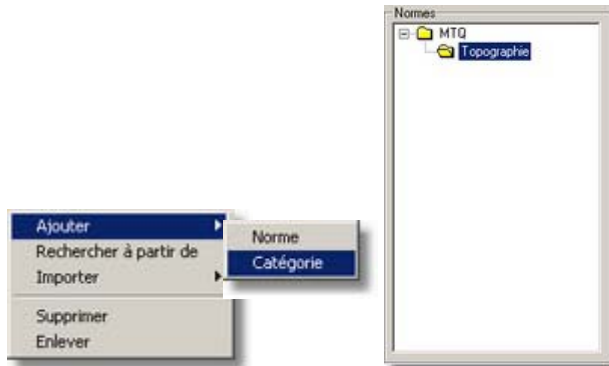 Normes
MTQ
Topographie
Ajouter
Rechercher à partir de
Importer
Supprimer
Enlever
Norme
Catégorie